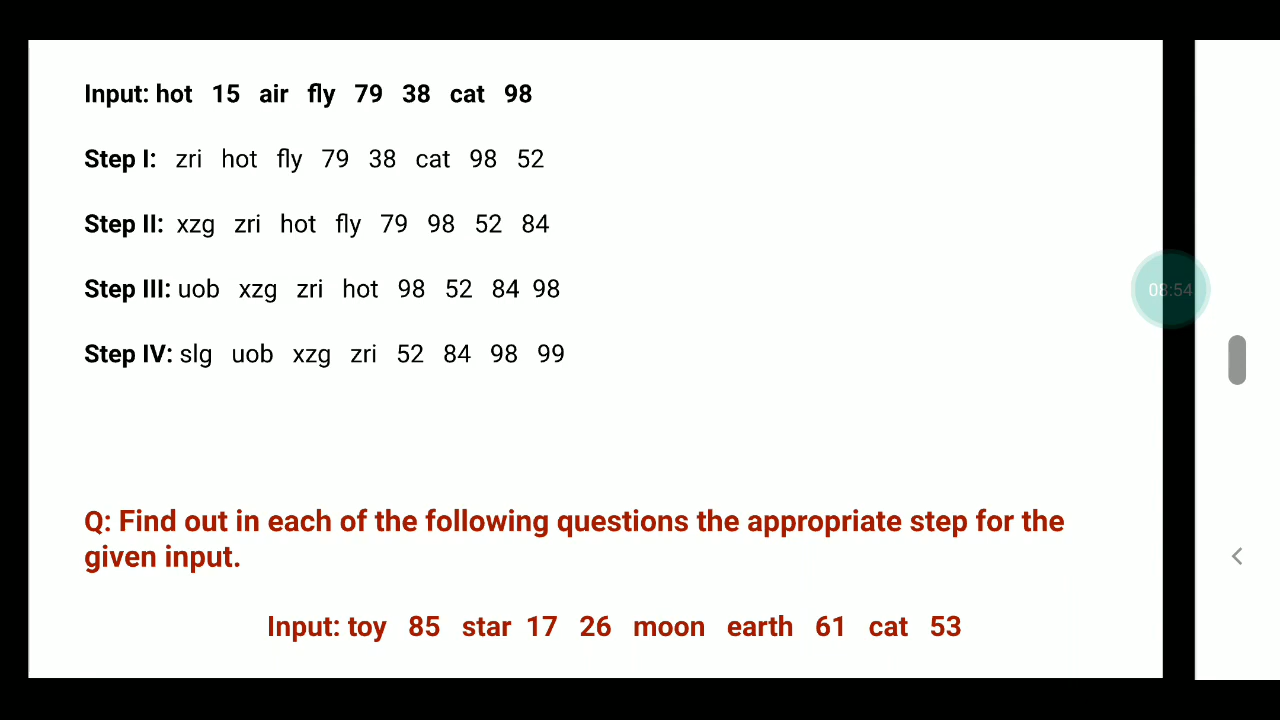 Input: hot 15 air fly 79 38 cat 98
Step I: zri hot fly 79 38 cat 98 52
Step II: xzg zri hot fly 79 98 52 84
Step III: uob xzg zri hot 98 52 84 98
08:54
Step IV: slg uob xzg zri 52 84 98 99
Q: Find out in each of the following questions the appropriate step for the
given input.
Input: toy 85 star 17 26 moon earth 61 cat 53